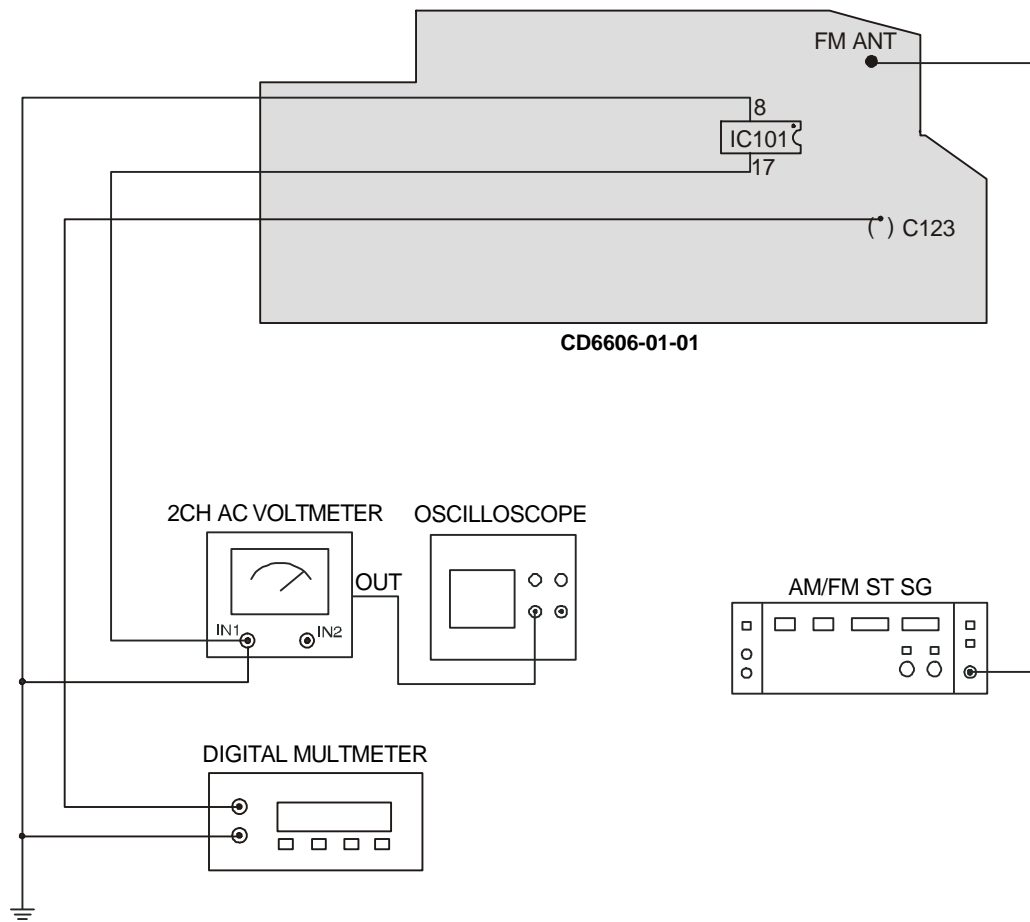 FM ANT
8
IC101
17
( ) C123
CD6606-01-01
2CH AC VOLTMETER
OSCILLOSCOPE
OUT
IN1
IN2
AM/FM ST SG
DIGITAL MULTMETER